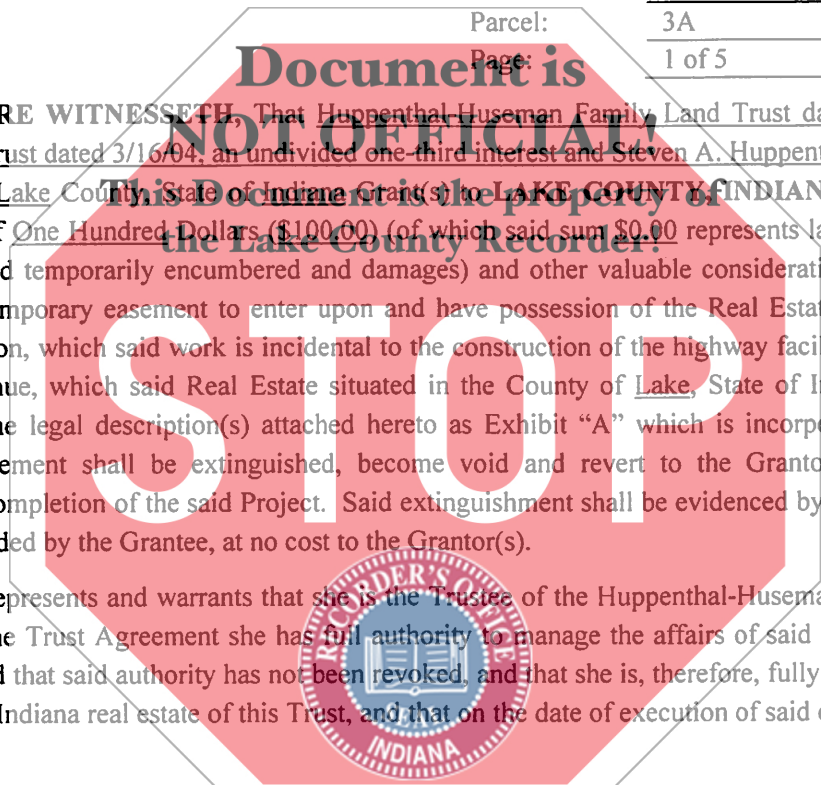 Parcel: 3A
Document is
Page: 1 of 5
RE WITNESSETH, That Huppenthal-Huseman Family Land Trust da
NOT OFFICIAL!
rust dated 3/16/04, an undivided one-third interest and Steven A. Huppent
Lake County, State of Indiana Grant(s) to LAKE COUNTY, INDIAN
This Document is the property of
f One Hundred Dollars ($100.00) (of which said sum $0.00 represents la
the Lake County Recorder!
d temporarily encumbered and damages) and other valuable considerati
mporary easement to enter upon and have possession of the Real Estat
on, which said work is incidental to the construction of the highway facil
nue, which said Real Estate situated in the County of Lake, State of I
e legal description(s) attached hereto as Exhibit “A” which is incorp
ement shall be extinguished, become void and revert to the Granto
ompletion of the said Project. Said extinguishment shall be evidenced by
ded by the Grantee, at no cost to the Grantor(s).
STOP
epresents and warrants that she is the Trustee of the Huppenthal-Husema
e Trust Agreement she has full authority to manage the affairs of said
d that said authority has not been revoked, and that she is, therefore, fully
Indiana real estate of this Trust, and that on the date of execution of said
RECORDER'S OFFICE
INDIANA